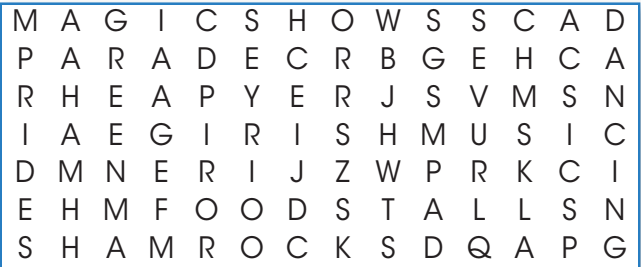 M A G I C S H O W S S C A D
P A R A D E C R B G E H C A
R H E A P Y E R J S V M S N
I A E G I R I S H M U S I C
D M N E R I J Z W P R K C I
E H M F O O D S T A L L S N
S H A M R O C K S D Q A P G